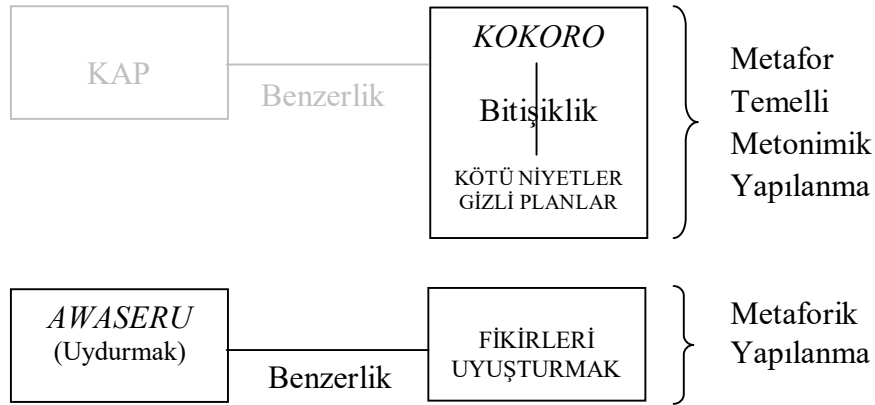 KAP
Benzerlik
KOKORO
Bitişiklik
KÖTÜ NİYETLER
GİZLİ PLANLAR
Metafor
Temelli
Metonimik
Yapılanma
AWASERU
(Uydurmak)
Benzerlik
FİKİRLERİ
UYUŞTURMAK
Metaforik
Yapılanma